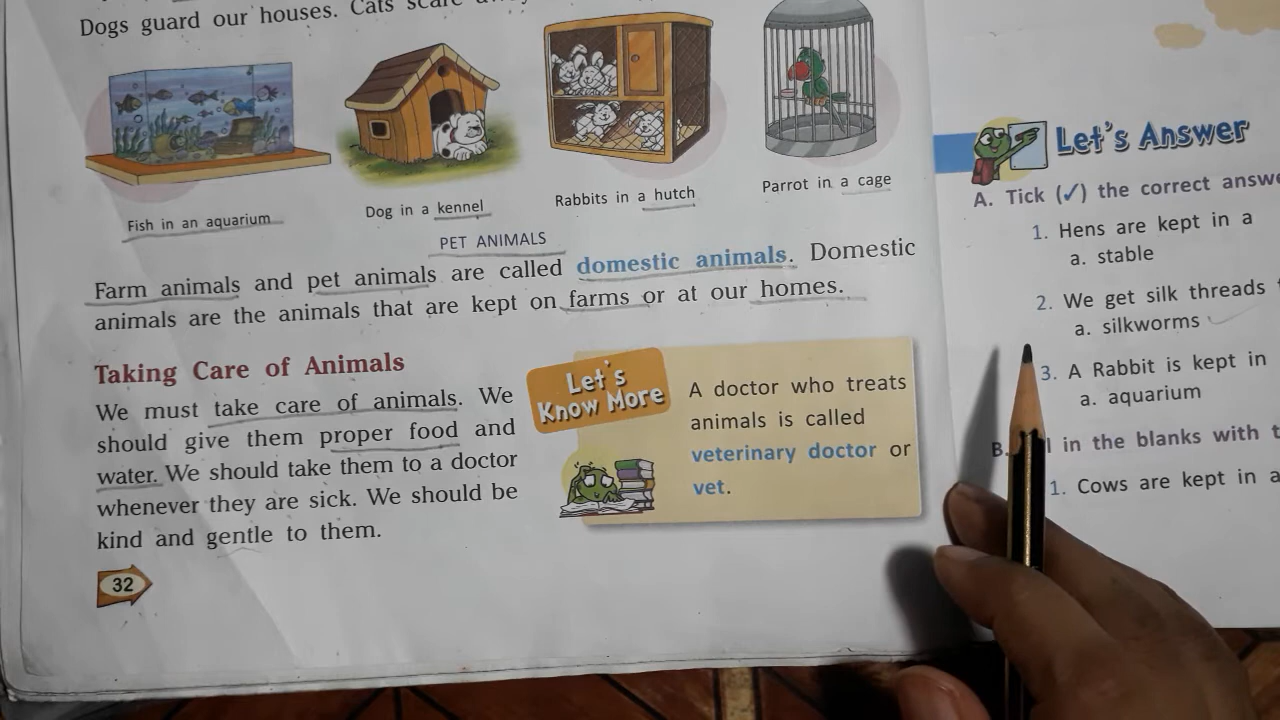 Dogs guard our houses. Cats scare
Fish in an aquarium
Dog in a kennel
Rabbits in a hutch
Parrot in a cage
PET ANIMALS
Farm animals and pet animals are called domestic animals. Domestic
animals are the animals that are kept on farms or at our homes.
Taking Care of Animals
We must take care of animals. We
should give them proper food and
water. We should take them to a doctor
whenever they are sick. We should be
kind and gentle to them.
Let's
Know More
A doctor who treats
animals is called
veterinary doctor or
vet.
32
Let's Answer
A. Tick (✓) the correct
1. Hens are kept in a
a. stable
2. We get silk threads
a. silkworms
3. A Rabbit is kept in
a. aquarium
B. in the blanks with
1. Cows are kept in a